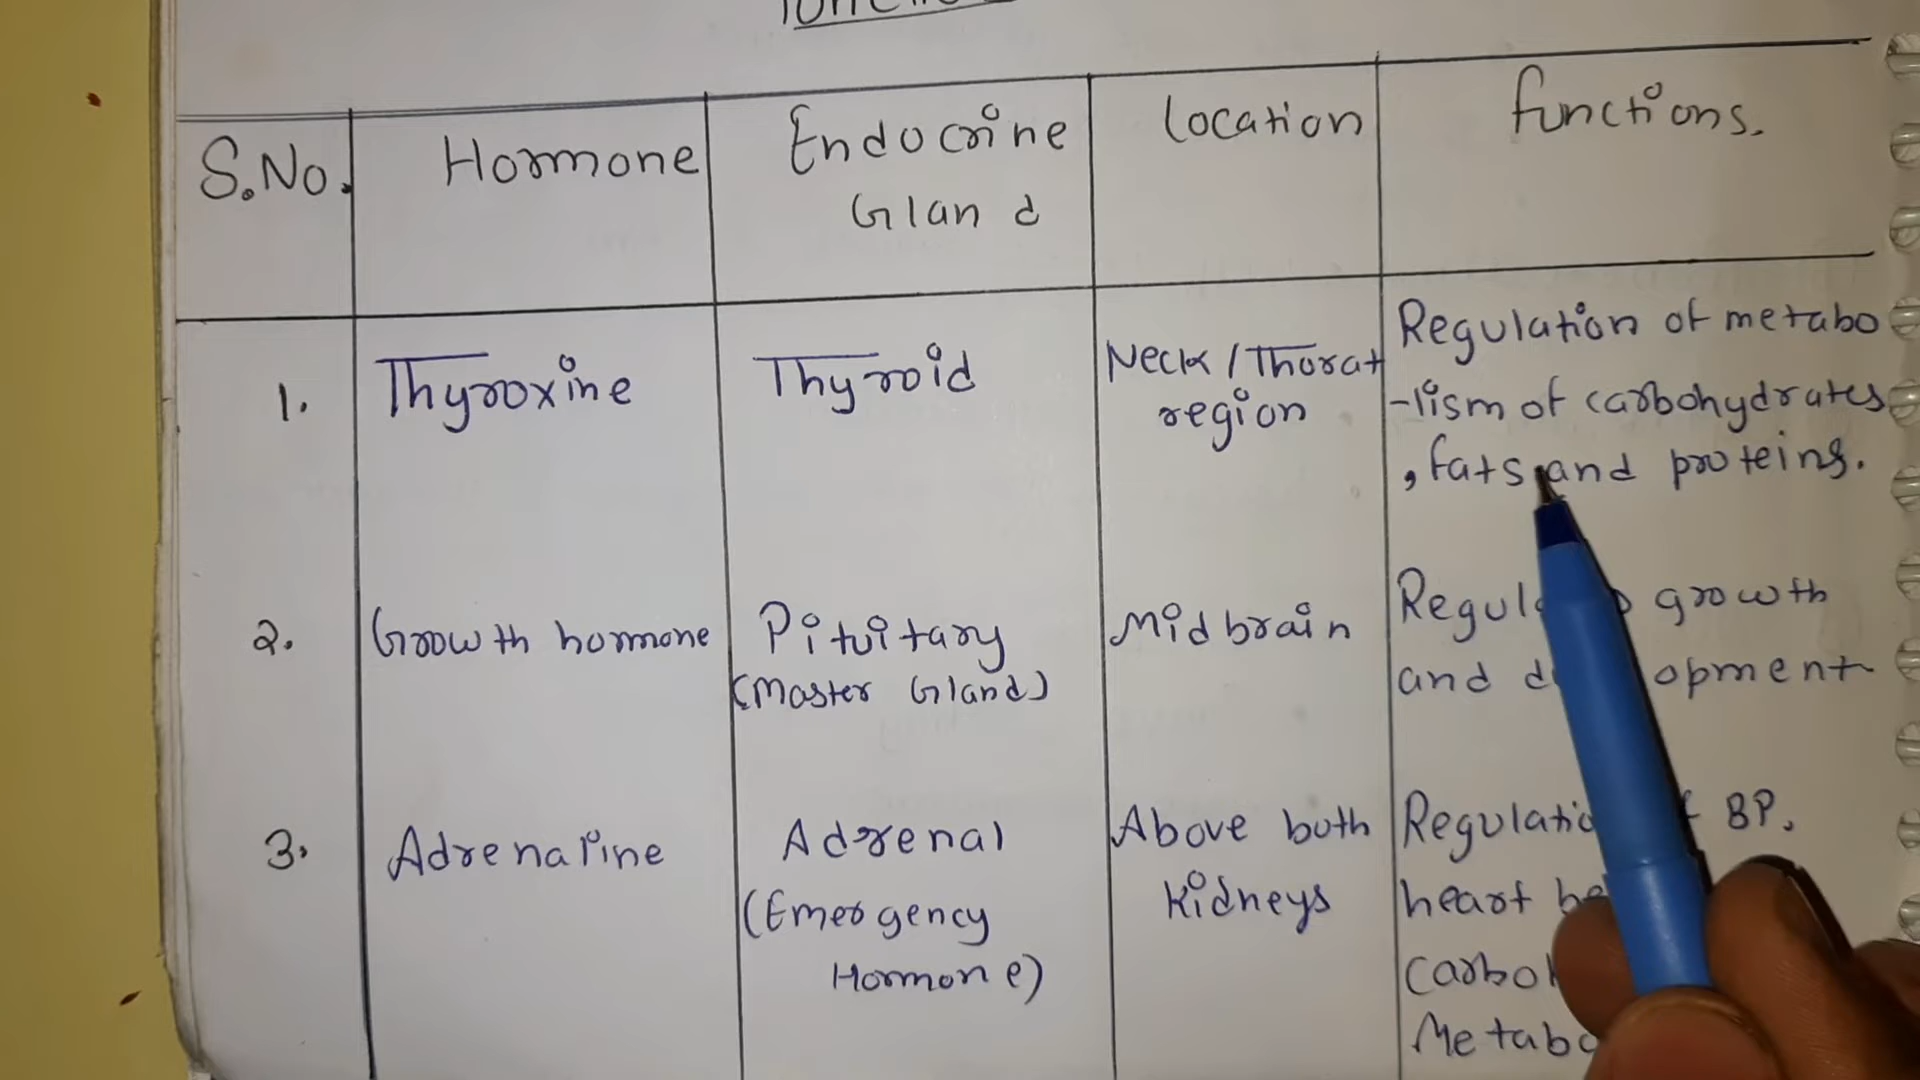 S.No. Hormone Endocrine Gland Location functions.
1. Thyroxine Thyroid Neck/Thorat region Regulation of metabo
-lism of carbohydrates
, fats and proteins.
2. Growth hormone Pituitary (Master Gland) Midbrain growth
and
3. Adrenaline Adrenal (Emergency Hormone) Above both Kidneys BP.
heart